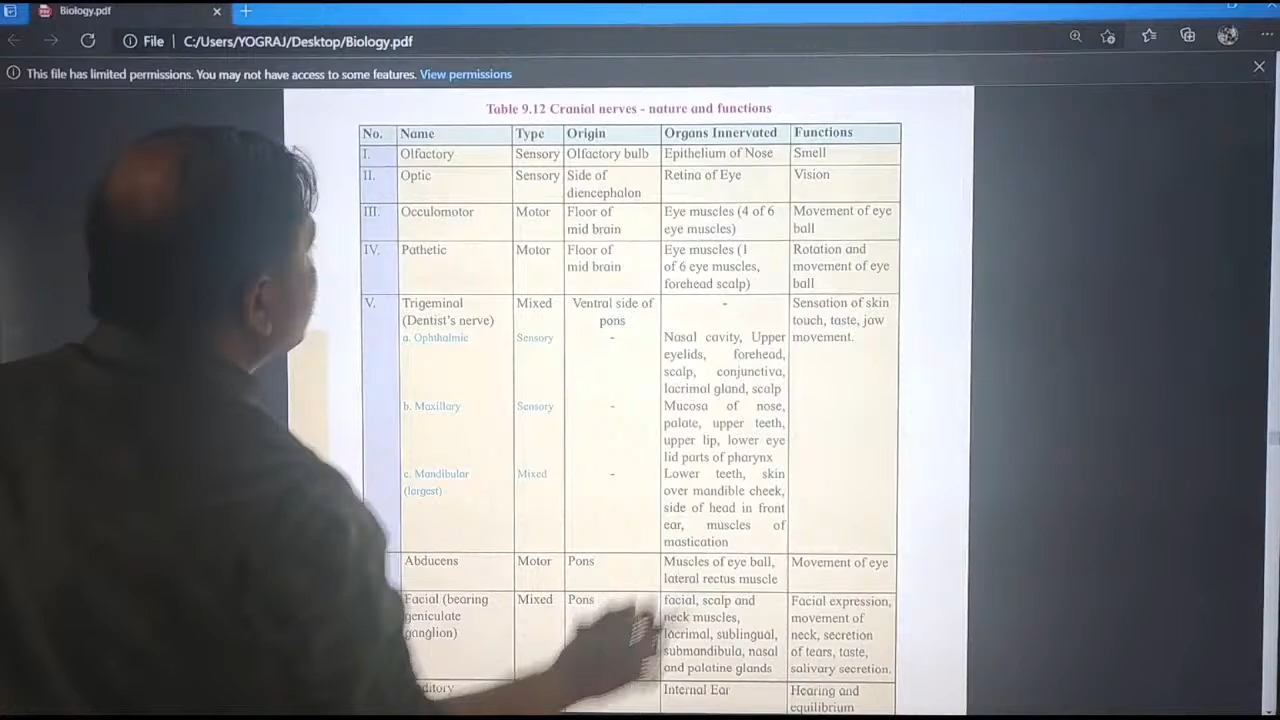 Biology.pdf
File | C:/Users/YOGRAJ/Desktop/Biology.pdf
This file has limited permissions. You may not have access to some features. View permissions
Table 9.12 Cranial nerves - nature and functions
No. Name Type Origin Organs Innervated Functions
I. Olfactory Sensory Olfactory bulb Epithelium of Nose Smell
II. Optic Sensory Side of Retina of Eye Vision
diencephalon
III. Occulomotor Motor Floor of Eye muscles (4 of 6 Movement of eye
mid brain eye muscles) ball
IV. Pathetic Motor Floor of Eye muscles (1 Rotation and
mid brain of 6 eye muscles, movement of eye
forehead scalp) ball
V. Trigeminal Mixed Ventral side of - Sensation of skin
(Dentist's nerve) pons touch, taste, jaw
a. Ophthalmic Sensory - Nasal cavity, Upper movement.
eyelids, forehead,
scalp, conjunctiva,
lacrimal gland, scalp
b. Maxillary Sensory - Mucosa of nose,
palate, upper teeth,
upper lip, lower eye
lid parts of pharynx
c. Mandibular Mixed - Lower teeth, skin
(largest) over mandible cheek,
side of head in front
ear, muscles of
mastication
Abducens Motor Pons Muscles of eye ball, Movement of eye
lateral rectus muscle
Facial (bearing Mixed Pons facial, scalp and Facial expression,
geniculate neck muscles, movement of
ganglion) lacrimal, sublingual, neck, secretion
submandibula, nasal of tears, taste,
and palatine glands salivary secretion.
Internal Ear Hearing and
equilibrium